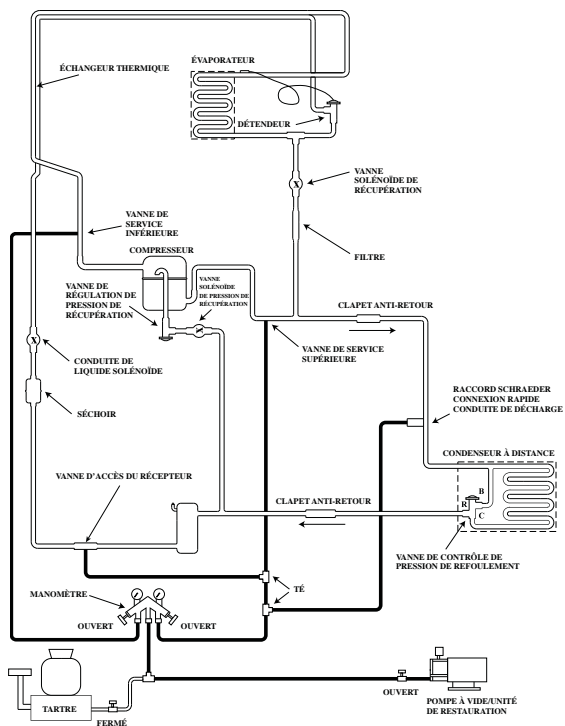 ÉVAPORATEUR
ÉCHANGEUR THERMIQUE
DÉTENDEUR
X
VANNE
SOLÉNOÏDE DE
RÉCUPÉRATION
VANNE DE
SERVICE
INFÉRIEURE
COMPRESSEUR
FILTRE
VANNE DE
RÉGULATION DE
PRESSION DE
RÉCUPÉRATION
VANNE
SOLÉNOÏDE
DE PRESSION DE
RÉCUPÉRATION
X
CLAPET ANTI-RETOUR
VANNE DE SERVICE
SUPÉRIEURE
X
CONDUITE DE
LIQUIDE SOLÉNOÏDE
SÉCHOIR
RACCORD SCHRAEDER
CONNEXION RAPIDE
CONDUITE DE DÉCHARGE
CONDENSEUR À DISTANCE
VANNE D'ACCÈS DU RÉCEPTEUR
CLAPET ANTI-RETOUR
B
R
C
VANNE DE CONTRÔLE DE
PRESSION DE REFOULEMENT
MANOMÈTRE
TÉ
OUVERT
OUVERT
TARTRE
FERMÉ
OUVERT
POMPE À VIDE/UNITÉ
DE RESTAURATION